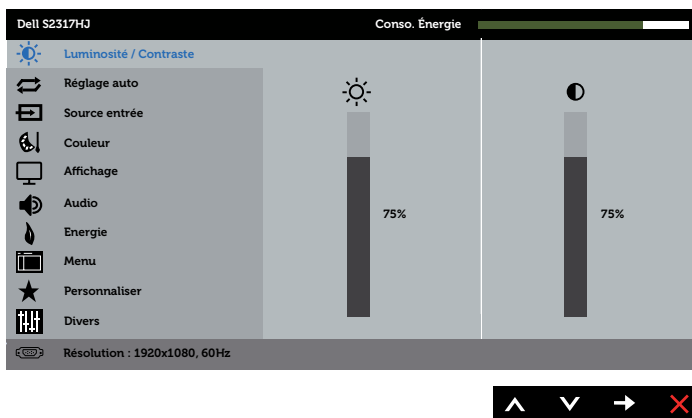 Dell S2317HJ Conso. Énergie
Luminosité / Contraste
Réglage auto
Source entrée
Couleur
Affichage
Audio
Energie
Menu
Personnaliser
Divers
75% 75%
Résolution : 1920x1080, 60Hz